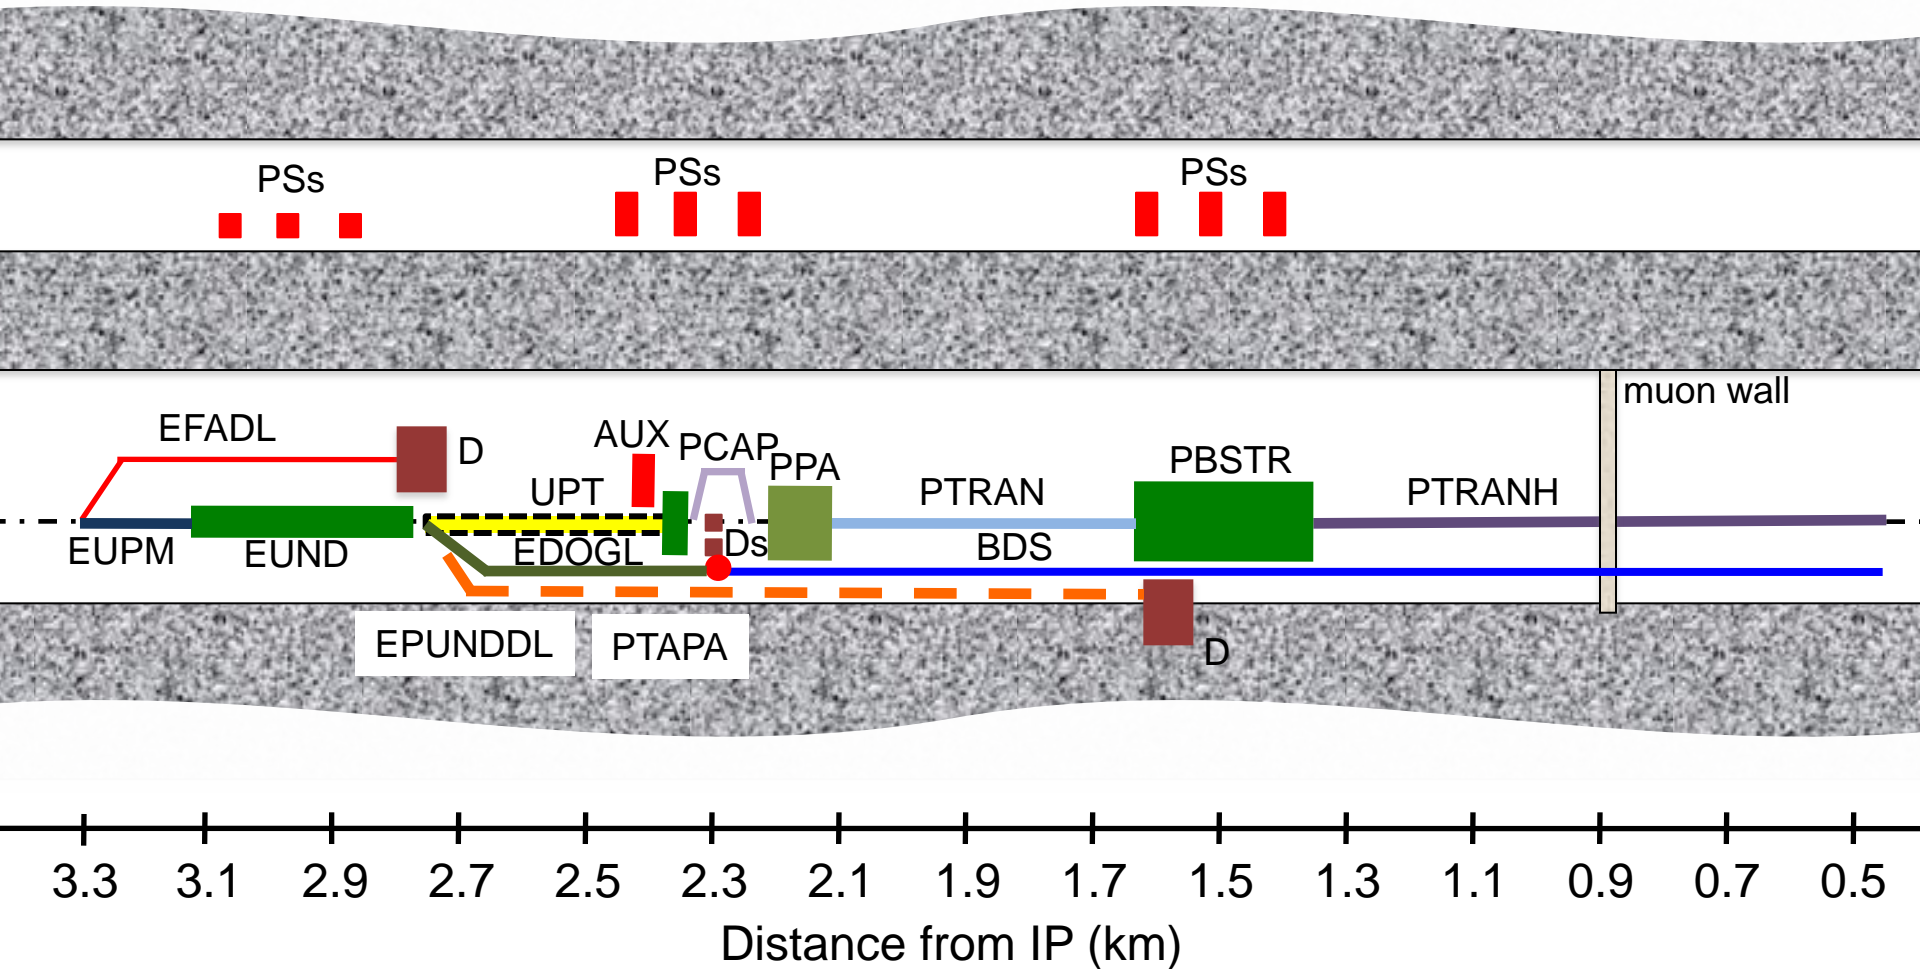 PSs
PSs
PSs
muon wall
EFADL
D
AUX
PCAP
PPA
PBSTR
UPT
PTRAN
PTRANH
EUPM
EUND
EDOGL
Ds
BDS
EPUNDDL
PTAPA
D
3.3 3.1 2.9 2.7 2.5 2.3 2.1 1.9 1.7 1.5 1.3 1.1 0.9 0.7 0.5
Distance from IP (km)